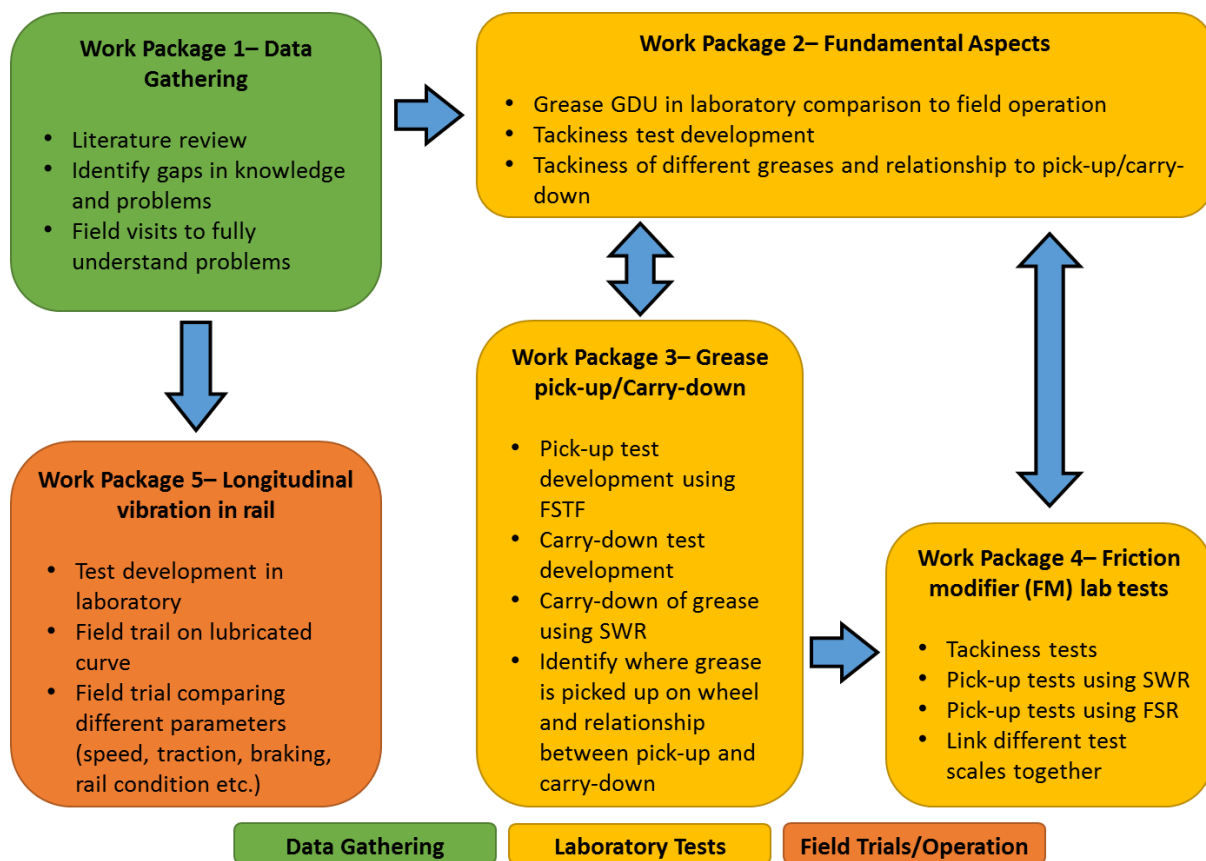 Work Package 1– Data
Gathering
• Literature review
• Identify gaps in knowledge
and problems
• Field visits to fully
understand problems
Work Package 2– Fundamental Aspects
• Grease GDU in laboratory comparison to field operation
• Tackiness test development
• Tackiness of different greases and relationship to pick-up/carry-
down
Work Package 5– Longitudinal
vibration in rail
• Test development in
laboratory
• Field trail on lubricated
curve
• Field trial comparing
different parameters
(speed, traction, braking,
rail condition etc.)
Work Package 3– Grease
pick-up/Carry-down
• Pick-up test
development using
FSTF
• Carry-down test
development
• Carry-down of grease
using SWR
• Identify where grease
is picked up on wheel
and relationship
between pick-up and
carry-down
Work Package 4– Friction
modifier (FM) lab tests
• Tackiness tests
• Pick-up tests using SWR
• Pick-up tests using FSR
• Link different test
scales together
Data Gathering
Laboratory Tests
Field Trials/Operation